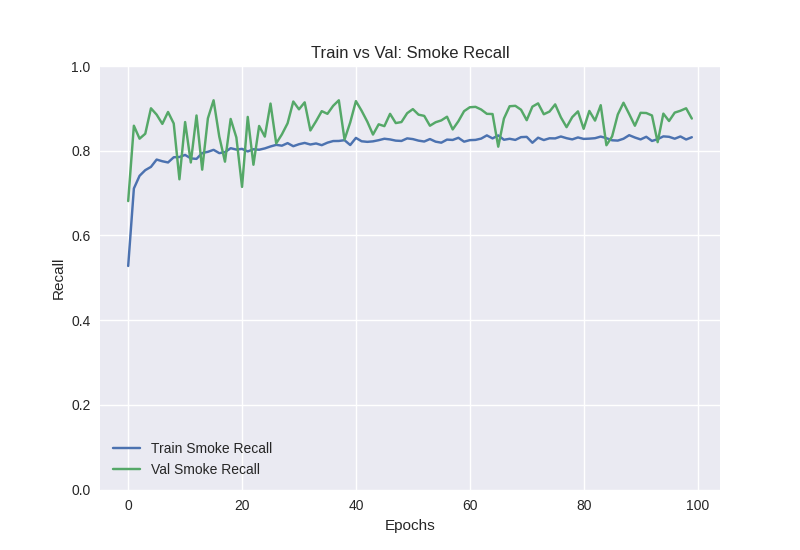 Train vs Val: Smoke Recall
1.0
0.8
0.6
0.4
0.2
0.0
Recall
Train Smoke Recall
Val Smoke Recall
0 20 40 60 80 100
Epochs